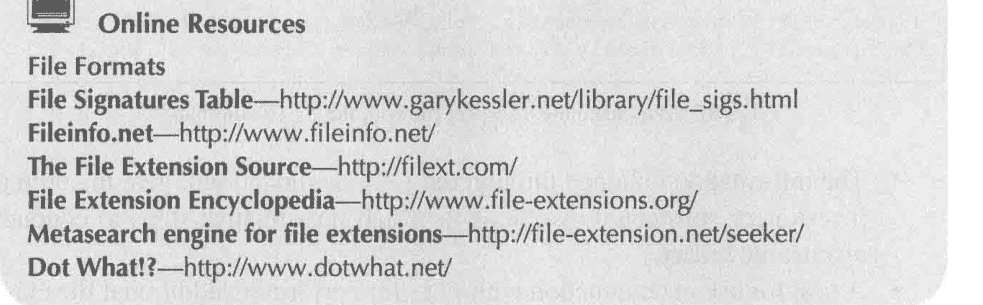 Online Resources
File Formats
File Signatures Table—http://www.garykessler.net/library/file_sigs.html
Fileinfo.net—http://www.fileinfo.net/
The File Extension Source—http://filext.com/
File Extension Encyclopedia—http://www.file-extensions.org/
Metasearch engine for file extensions—http://file-extension.net/seeker/
Dot What!?—http://www.dotwhat.net/